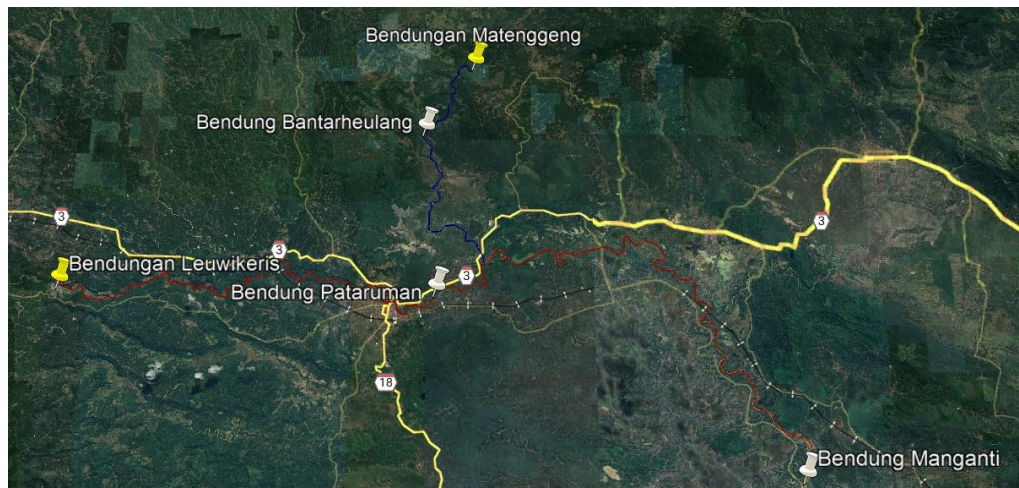 Bendungan Matenggeng
Bendung Bantarheulang
3
3
3
Bendungan Leuwikeris
Bendung Pataruman
3
18
Bendung Manganti